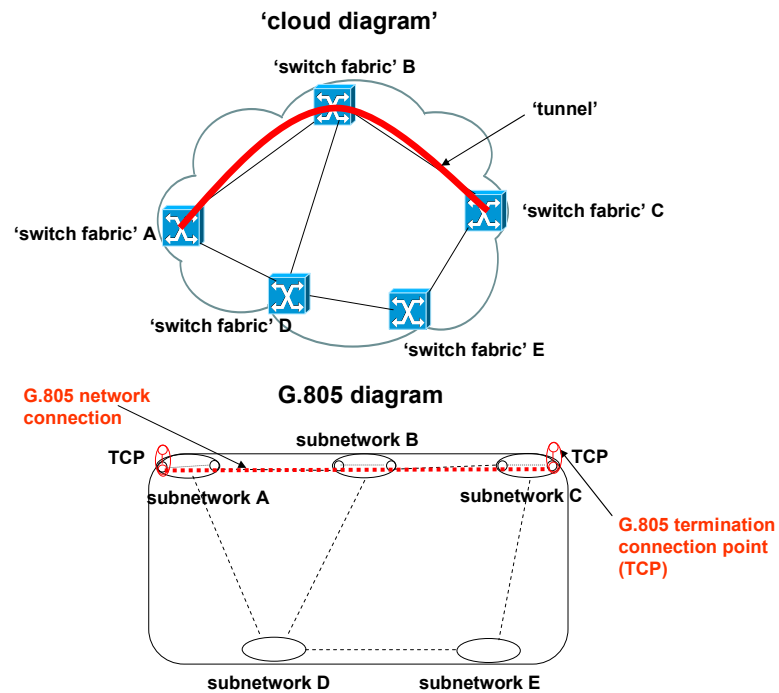 ‘cloud diagram’
‘switch fabric’ B
‘tunnel’
‘switch fabric’ C
‘switch fabric’ A
‘switch fabric’ D
‘switch fabric’ E
G.805 diagram
G.805 network
connection
subnetwork B
TCP
TCP
subnetwork A
subnetwork C
G.805 termination
connection point
(TCP)
subnetwork D
subnetwork E